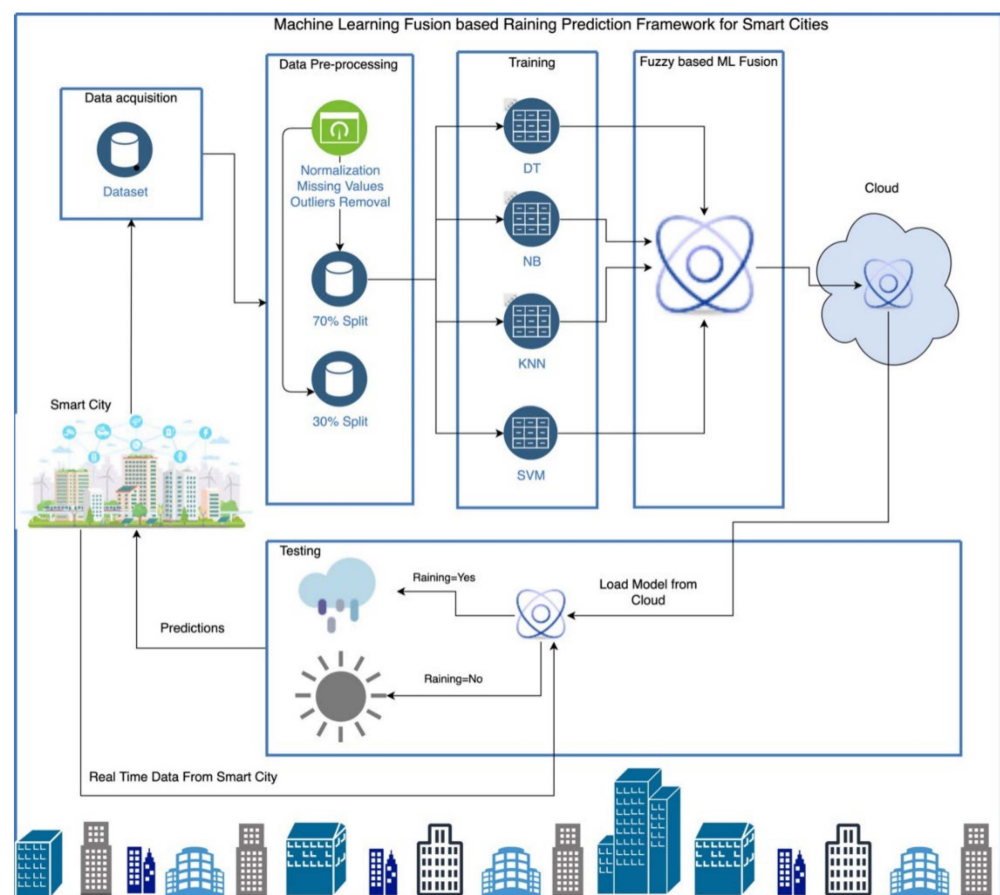 Machine Learning Fusion based Raining Prediction Framework for Smart Cities
Data acquisition
Dataset
Data Pre-processing
Normalization
Missing Values
Outliers Removal
70% Split
30% Split
Training
DT
NB
KNN
SVM
Fuzzy based ML Fusion
Cloud
Smart City
Testing
Raining=Yes
Load Model from
Cloud
Predictions
Raining=No
Real Time Data From Smart City